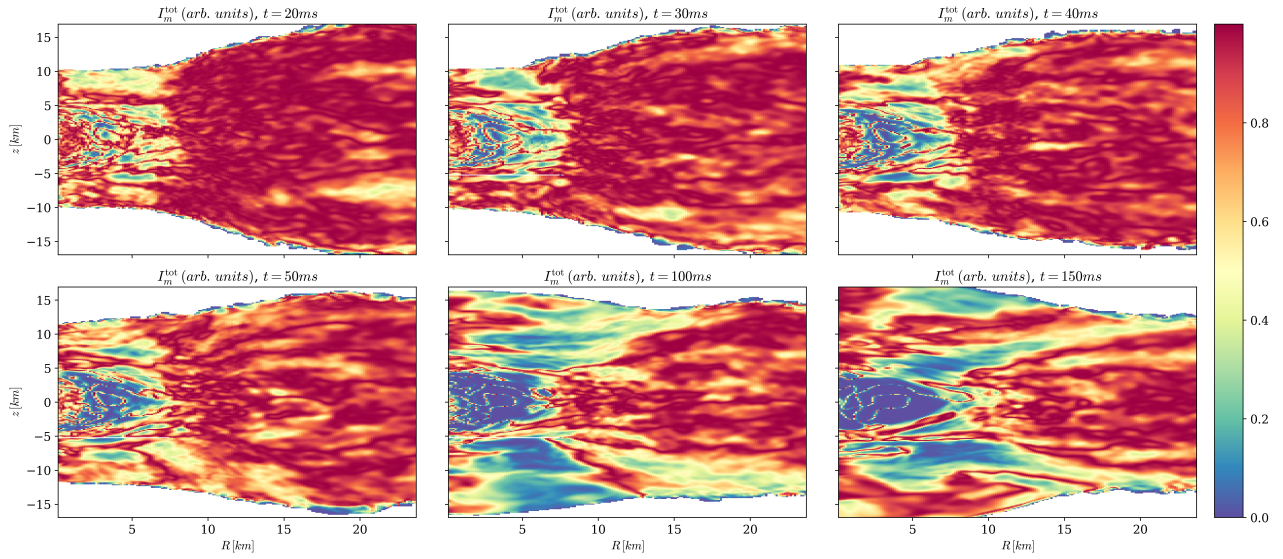 I_m^tot (arb. units), t = 20ms
I_m^tot (arb. units), t = 30ms
I_m^tot (arb. units), t = 40ms
15
10
5
0
−5
−10
−15
z [km]
I_m^tot (arb. units), t = 50ms
I_m^tot (arb. units), t = 100ms
I_m^tot (arb. units), t = 150ms
15
10
5
0
−5
−10
−15
z [km]
5 10 15 20
5 10 15 20
5 10 15 20
R [km]
R [km]
R [km]
0.8
0.6
0.4
0.2
0.0